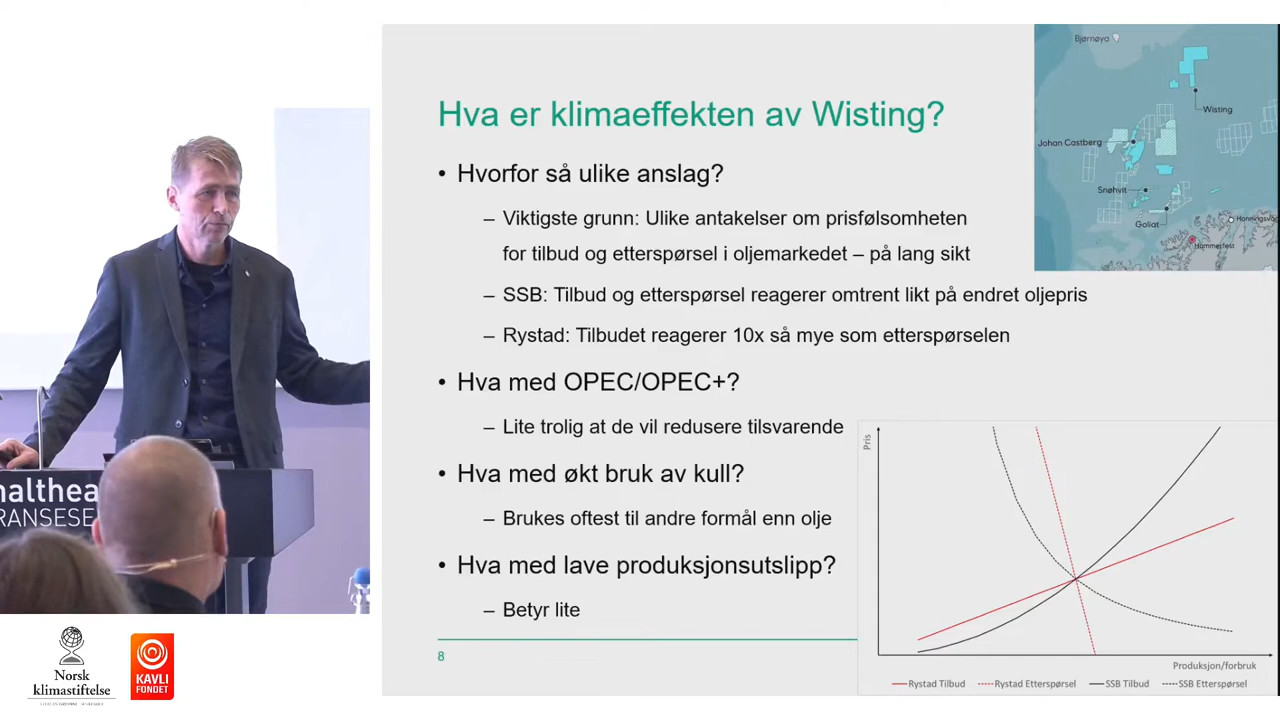 Hva er klimaeffekten av Wisting?
• Hvorfor så ulike anslag?
– Viktigste grunn: Ulike antakelser om prisfølsomheten
for tilbud og etterspørsel i oljemarkedet – på lang sikt
– SSB: Tilbud og etterspørsel reagerer omtrent likt på endret oljepris
– Rystad: Tilbudet reagerer 10x så mye som etterspørselen
• Hva med OPEC/OPEC+?
– Lite trolig at de vil redusere tilsvarende
• Hva med økt bruk av kull?
– Brukes oftest til andre formål enn olje
• Hva med lave produksjonsutslipp?
– Betyr lite
8
Bjørnøya
Wisting
Johan Castberg
Snøhvit
Goliat
Honningsvåg
Hammerfest
Pris
Produksjon/forbruk
Rystad Tilbud
Rystad Etterspørsel
SSB Tilbud
SSB Etterspørsel
nalthea
RANSESE
Norsk
klimastiftelse
KAVLI
FONDET